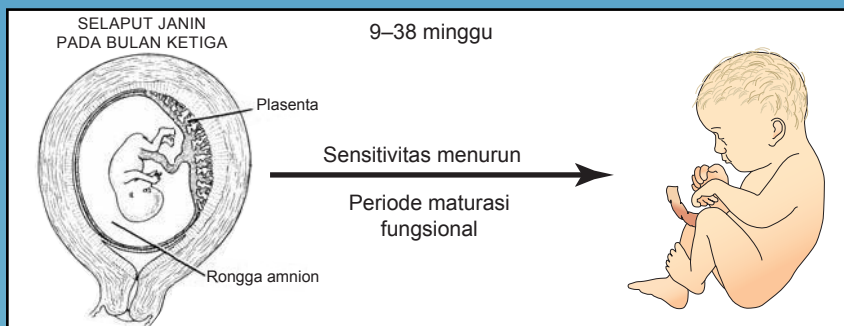 SELAPUT JANIN
PADA BULAN KETIGA
9–38 minggu
Plasenta
Sensitivitas menurun
Periode maturasi
fungsional
Rongga amnion